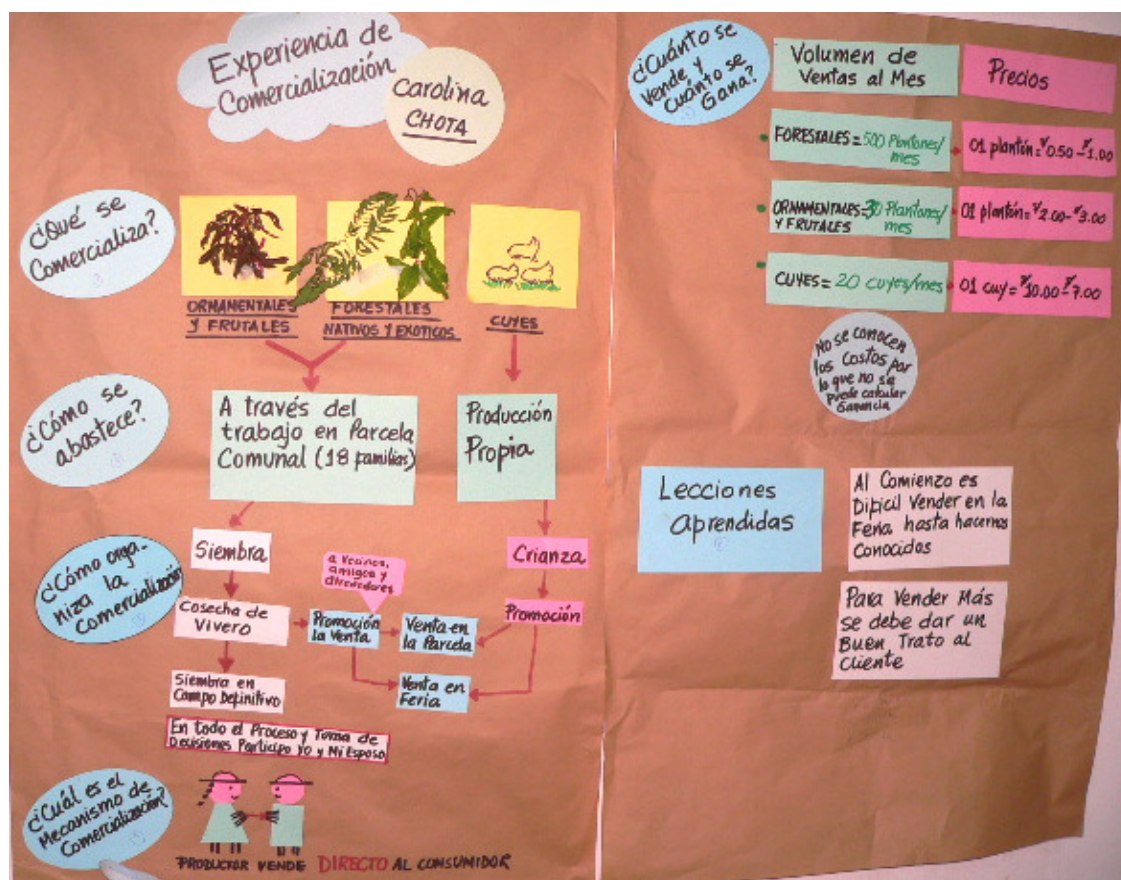 Experiencia de
Comercialización
Carolina
CHOTA
¿Qué se
Comercializa?
ORNAMENTALES
Y FRUTALES
FORESTALES
NATIVOS Y EXOTICOS
CUYES
¿Cómo se
abastece?
A través del
trabajo en Parcela
Comunal (18 familias)
Producción
Propia
¿Cómo orga-
niza la
Comercialización?
Siembra
Cosecha de
Vivero
Siembra en
Campo Definitivo
a Vecinos,
amigos y
alrededores
Promoción
la Venta
Venta en
la Parcela
Venta en
Feria
Crianza
Promoción
En todo el Proceso y Toma de
Decisiones Participo Yo y Mi Esposo
¿Cuál es el
Mecanismo de
Comercialización?
PRODUCTOR VENDE DIRECTO AL CONSUMIDOR
¿Cuánto se
Vende, y
Cuánto se
Gana?
Volumen de
Ventas al Mes
Precios
FORESTALES = 500 Plantones/
mes
01 plantón = 0.50 - 1.00
ORNAMENTALES = 30 Plantones/
Y FRUTALES mes
01 plantón = 2.00 - 3.00
CUYES = 20 cuyes/mes
01 cuy = 10.00 - 7.00
No se conocen
los Costos por
lo que no se
puede calcular
Ganancia
Lecciones
aprendidas
Al Comienzo es
Dificil Vender en la
Feria hasta hacernos
Conocidos
Para Vender Más
se debe dar un
Buen Trato al
Cliente